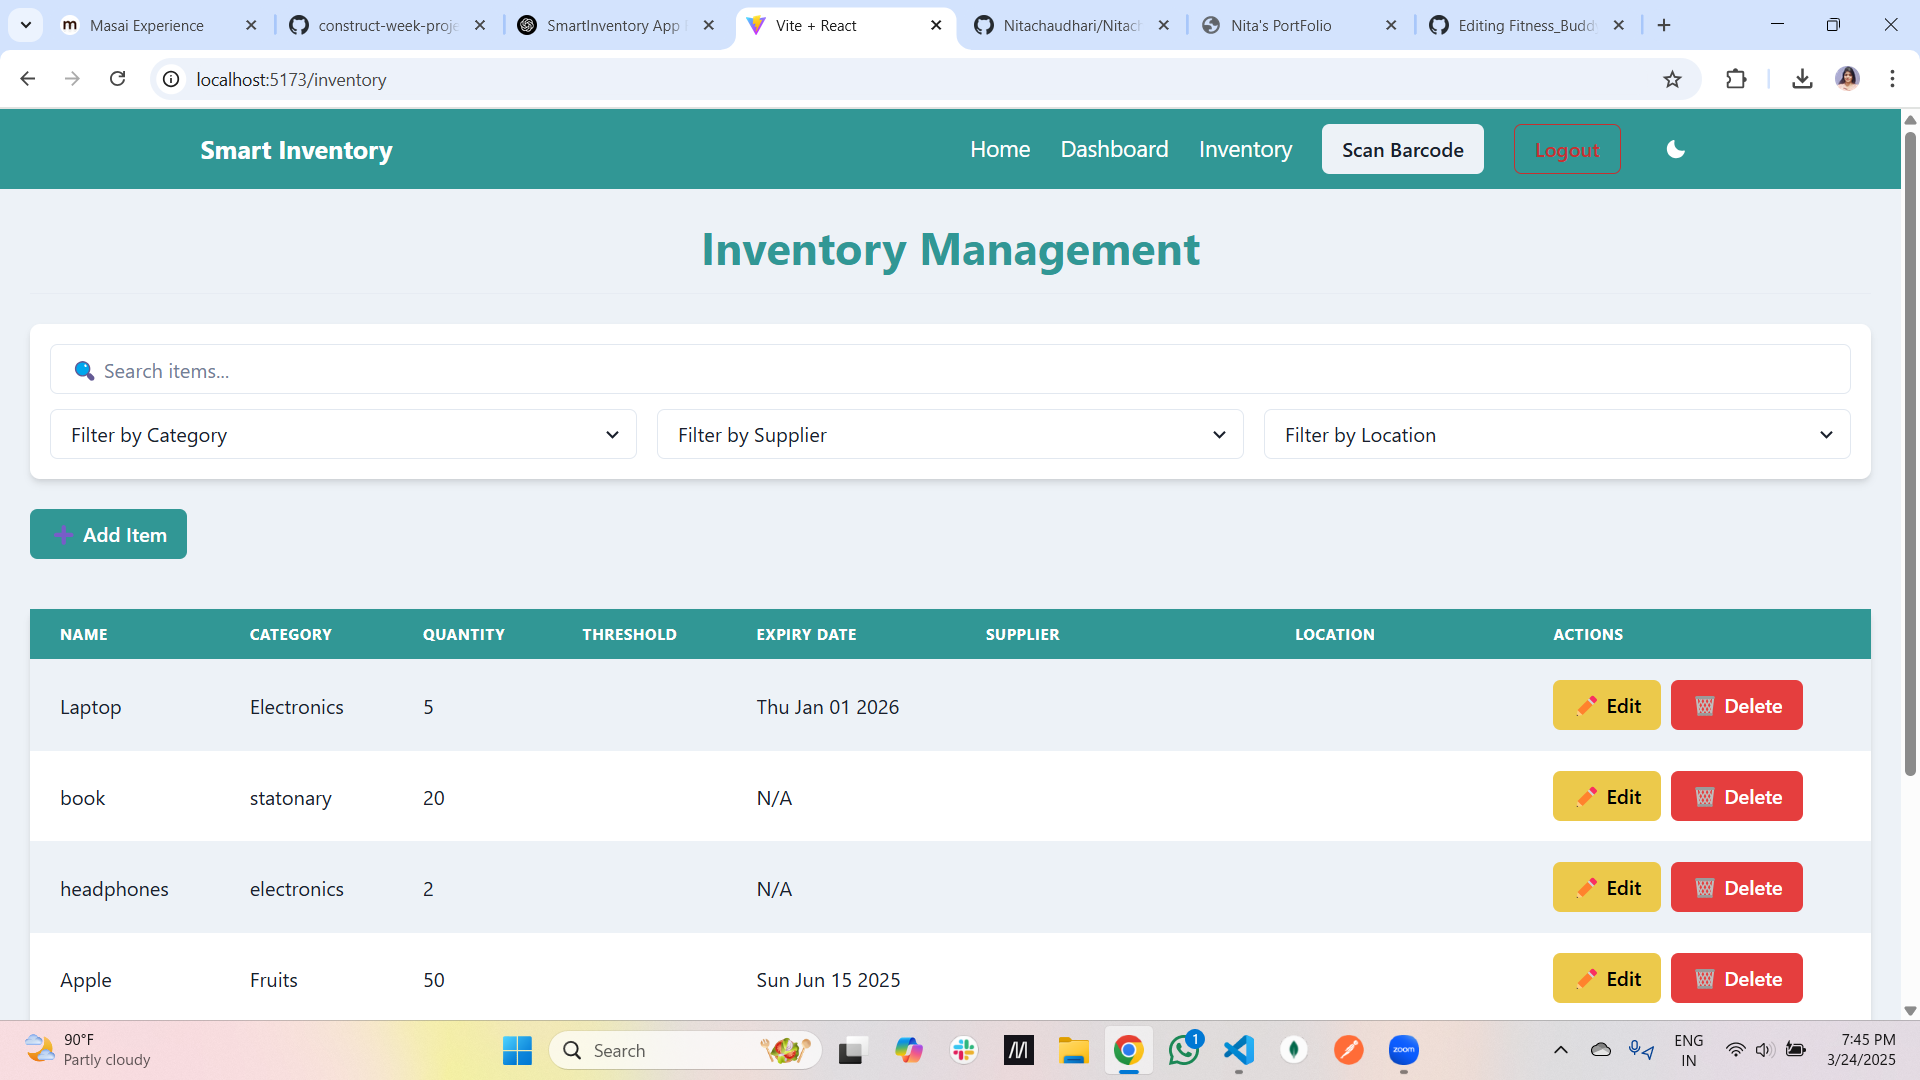 Masai Experience
construct-week-proje
SmartInventory App
Vite + React
Nitachaudhari/Nitach
Nita's PortFolio
Editing Fitness_Buddy
localhost:5173/inventory
Smart Inventory
Home
Dashboard
Inventory
Scan Barcode
Logout
Inventory Management
Search items...
Filter by Category
Filter by Supplier
Filter by Location
Add Item
NAME CATEGORY QUANTITY THRESHOLD EXPIRY DATE SUPPLIER LOCATION ACTIONS
Laptop Electronics 5 Thu Jan 01 2026 Edit Delete
book statonary 20 N/A Edit Delete
headphones electronics 2 N/A Edit Delete
Apple Fruits 50 Sun Jun 15 2025 Edit Delete
90°F
Partly cloudy
Search
1
zoom
ENG
IN
7:45 PM
3/24/2025